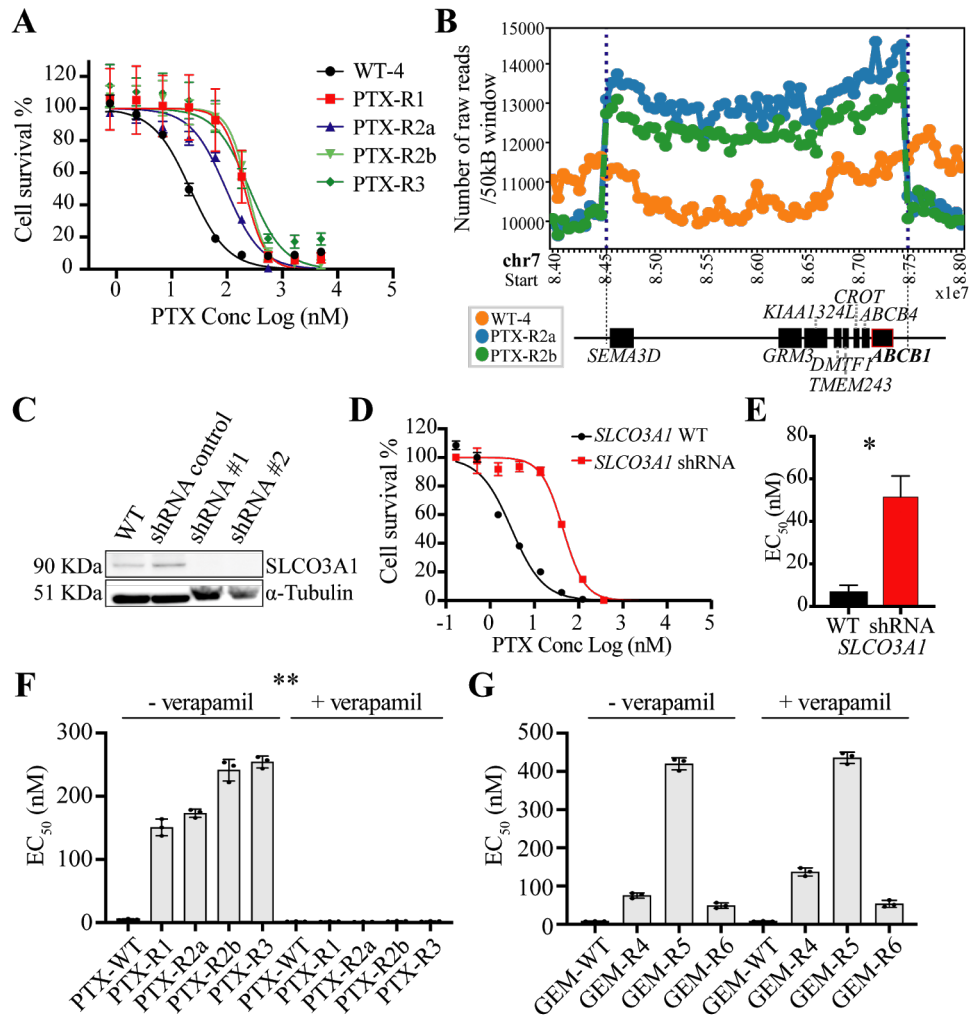 A
Cell survival %
120
100
80
60
40
20
0
0
1
2
3
4
5
PTX Conc Log (nM)
WT-4
PTX-R1
PTX-R2a
PTX-R2b
PTX-R3
B
Number of raw reads
/50kB window
15000
14000
13000
12000
11000
10000
chr7
Start
8.40
8.45
8.50
8.55
8.60
8.65
8.70
8.75
8.80
x1e7
WT-4
PTX-R2a
PTX-R2b
CROT
KIAA1324L
ABCB4
SEMA3D
GRM3
ABCB1
DMTF1
TMEM243
C
WT
shRNA control
shRNA #1
shRNA #2
90 KDa
SLCO3A1
51 KDa
α-Tubulin
D
Cell survival %
120
100
80
60
40
20
0
-1
0
1
2
3
4
5
PTX Conc Log (nM)
SLCO3A1 WT
SLCO3A1 shRNA
E
*
EC50 (nM)
80
60
40
20
0
WT shRNA
SLCO3A1
F
**
- verapamil
+ verapamil
EC50 (nM)
300
200
100
0
PTX-WT
PTX-R1
PTX-R2a
PTX-R2b
PTX-R3
PTX-WT
PTX-R1
PTX-R2a
PTX-R2b
PTX-R3
G
- verapamil
+ verapamil
EC50 (nM)
500
400
300
200
100
0
GEM-WT
GEM-R4
GEM-R5
GEM-R6
GEM-WT
GEM-R4
GEM-R5
GEM-R6